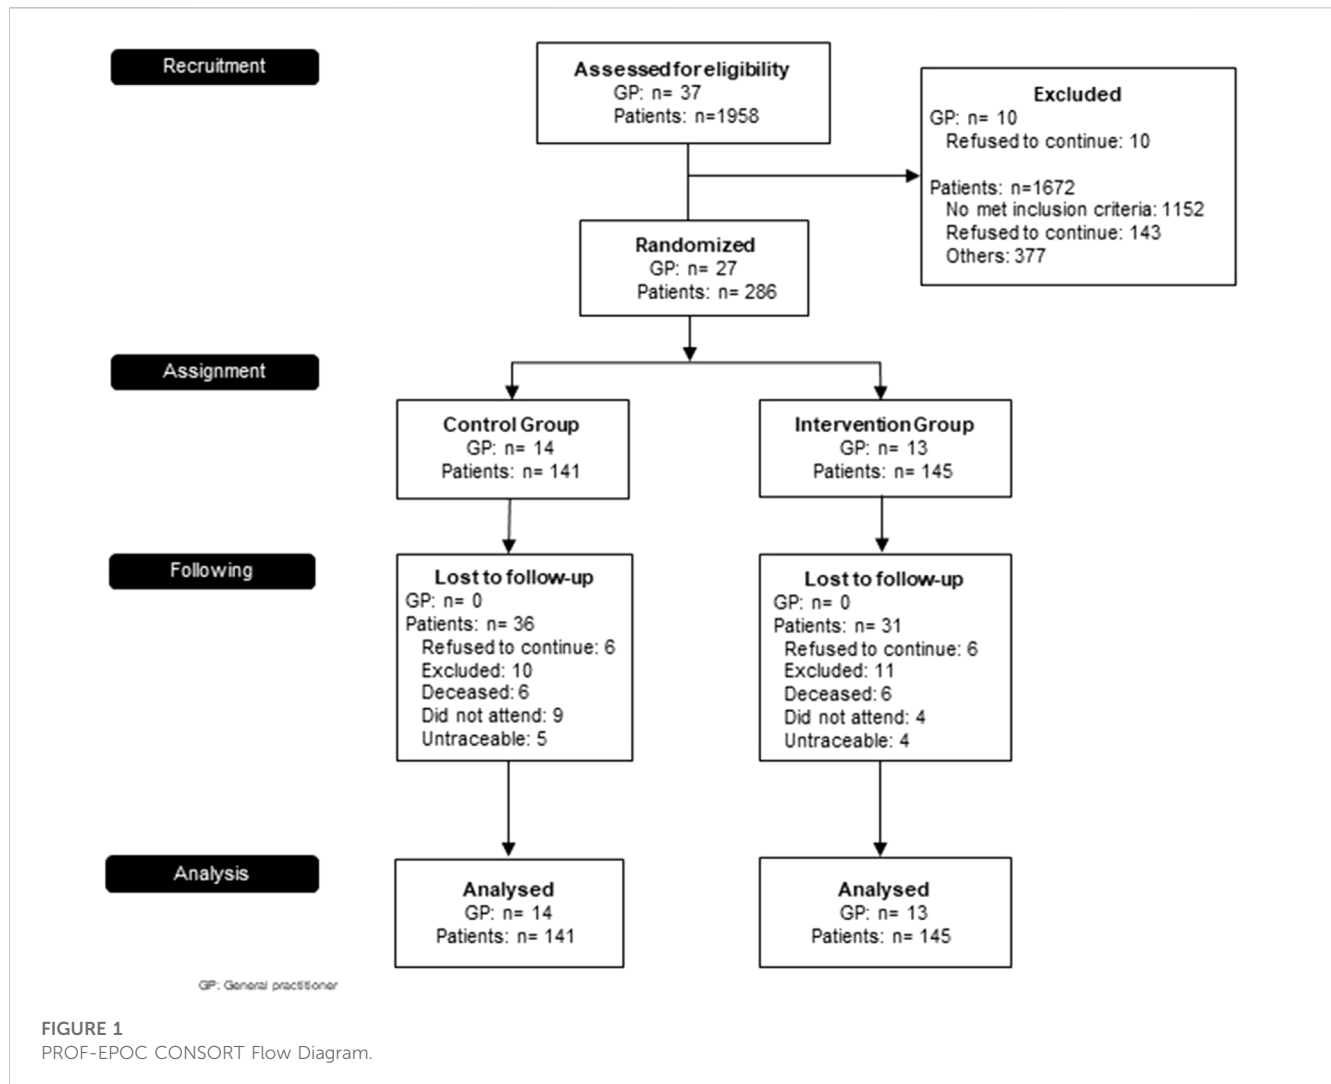 Recruitment
Assessed for eligibility
GP: n= 37
Patients: n=1958
Excluded
GP: n= 10
Refused to continue: 10
Patients: n=1672
No met inclusion criteria: 1152
Refused to continue: 143
Others: 377
Randomized
GP: n= 27
Patients: n= 286
Assignment
Control Group
GP: n= 14
Patients: n= 141
Intervention Group
GP: n= 13
Patients: n= 145
Following
Lost to follow-up
GP: n= 0
Patients: n= 36
Refused to continue: 6
Excluded: 10
Deceased: 6
Did not attend: 9
Untraceable: 5
Lost to follow-up
GP: n= 0
Patients: n= 31
Refused to continue: 6
Excluded: 11
Deceased: 6
Did not attend: 4
Untraceable: 4
Analysis
Analysed
GP: n= 14
Patients: n= 141
Analysed
GP: n= 13
Patients: n= 145
GP: General practitioner
FIGURE 1
PROF-EPOC CONSORT Flow Diagram.